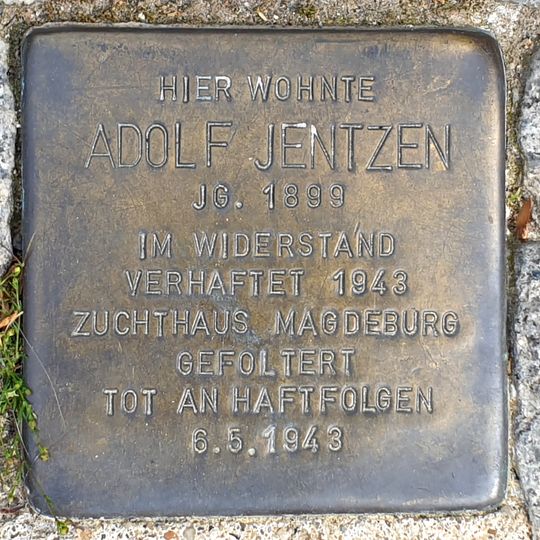 HIER WOHNTE
ADOLF JENTZEN
JG. 1899
IM WIDERSTAND
VERHAFTET 1943
ZUCHTHAUS MAGDEBURG
GEFOLTERT
TOT AN HAFTFOLGEN
6.5.1943